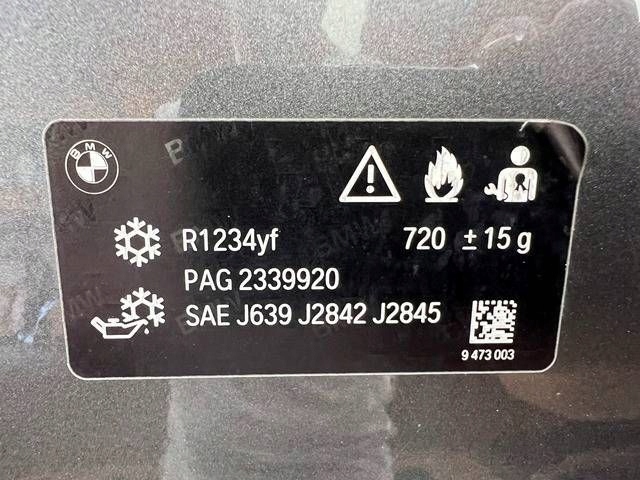 BMW
R1234yf 720 ± 15 g
PAG 2339920
SAE J639 J2842 J2845
9 473 003